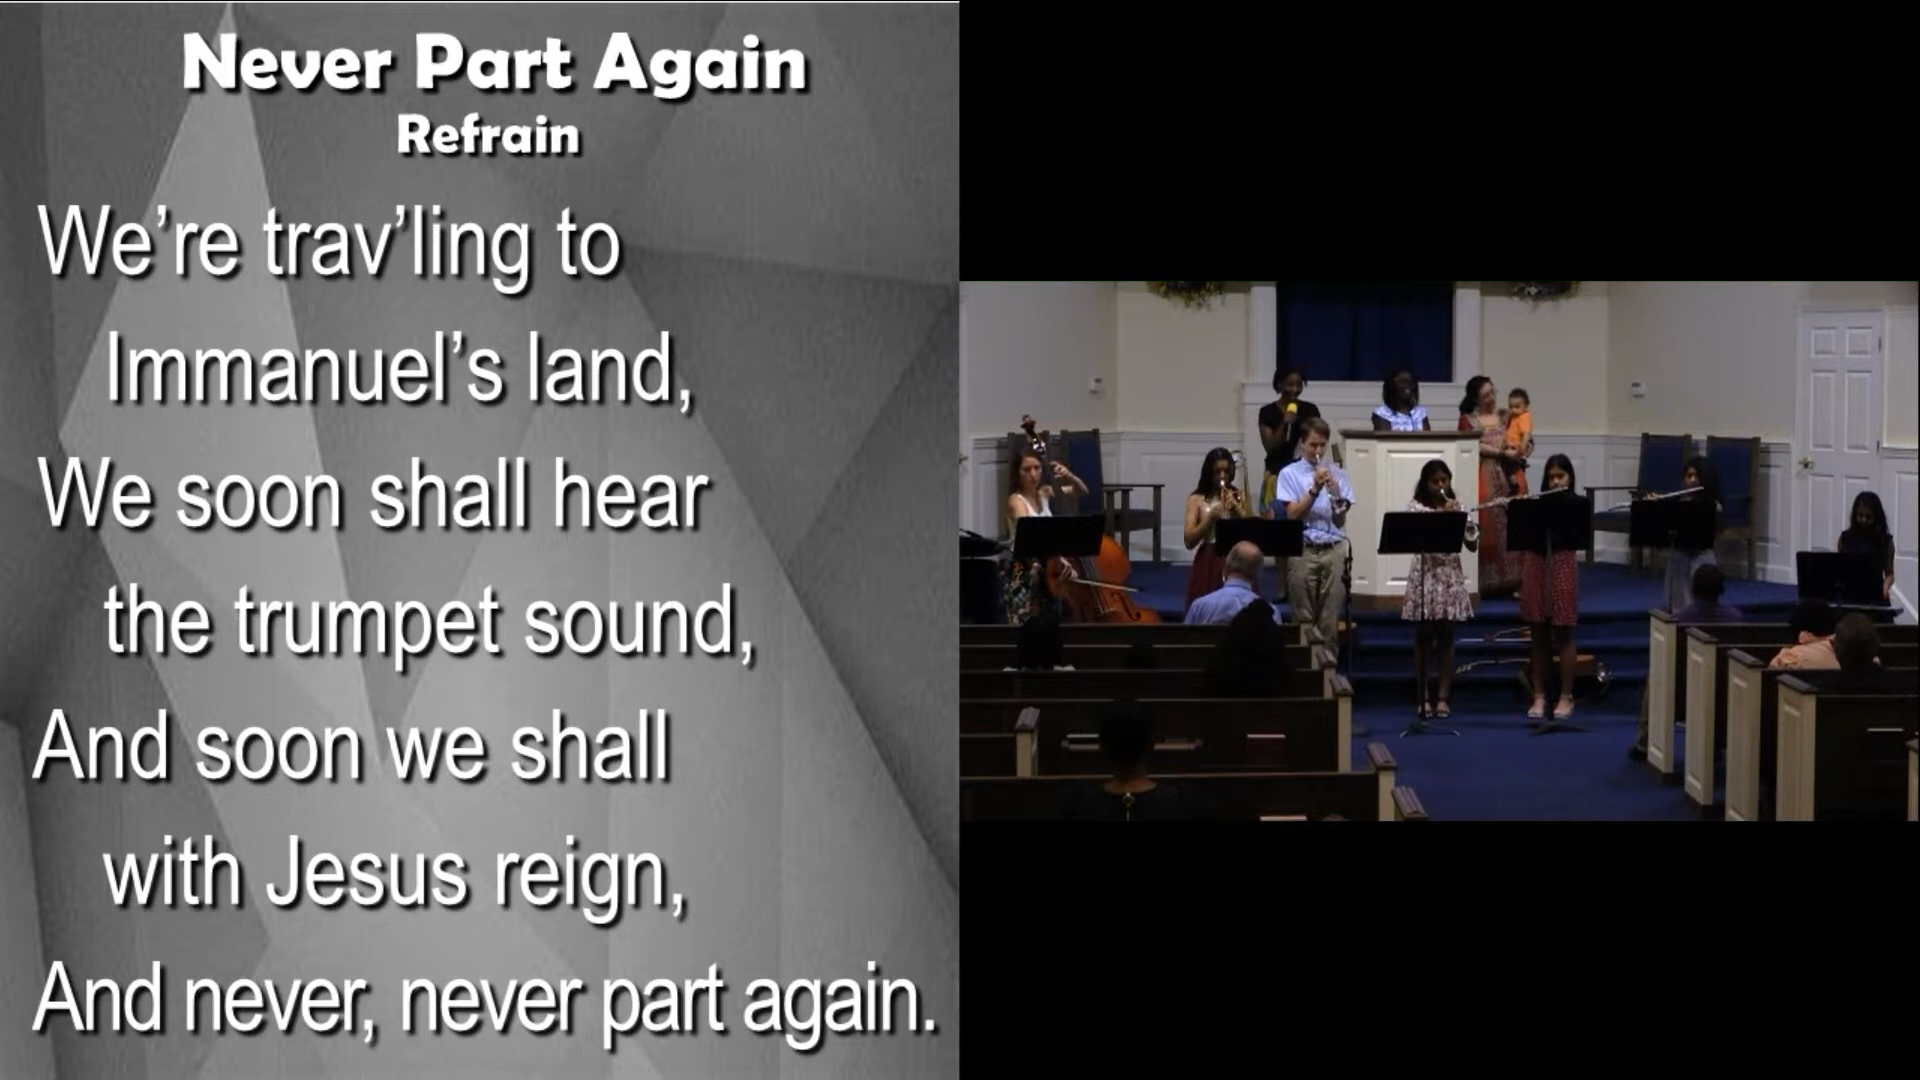 Never Part Again
Refrain
We’re trav’ling to
Immanuel’s land,
We soon shall hear
the trumpet sound,
And soon we shall
with Jesus reign,
And never, never part again.